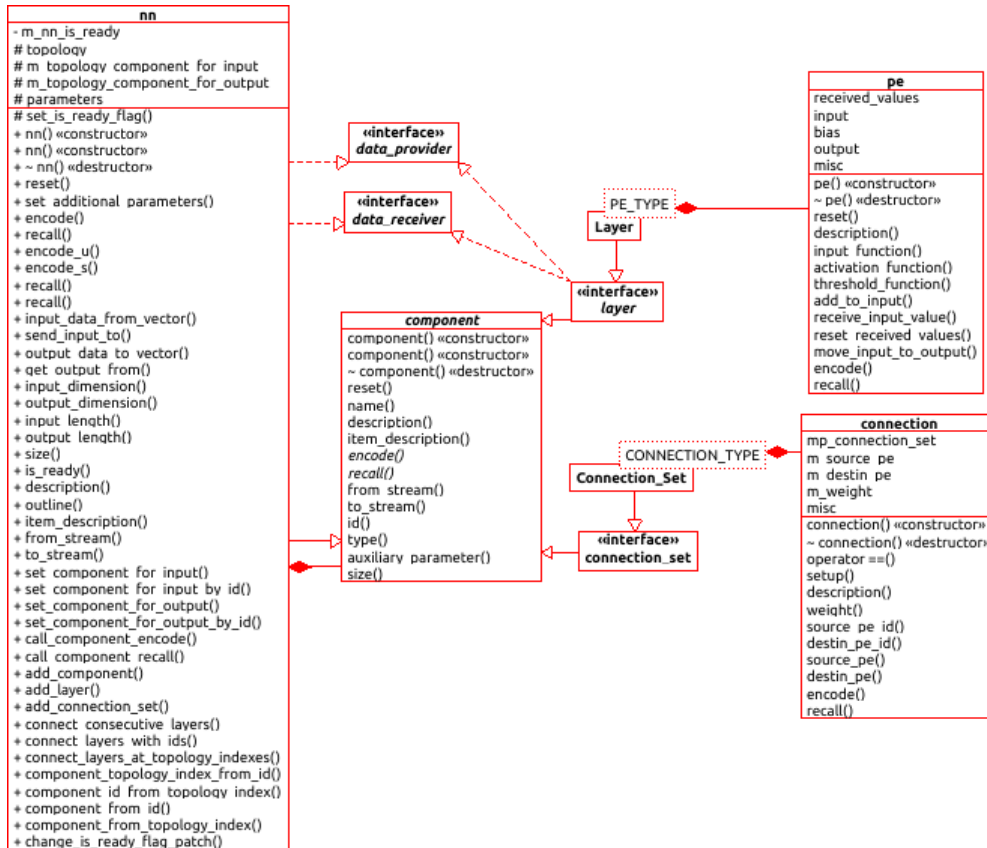 nn
- m_nn_is_ready
# topology
# m_topology_component_for_input
# m_topology_component_for_output
# parameters
# set_is_ready_flag()
+ nn() «constructor»
+ nn() «constructor»
+ ~ nn() «destructor»
+ reset()
+ set_additional_parameters()
+ encode()
+ recall()
+ encode_u()
+ encode_s()
+ recall()
+ recall()
+ input_data_from_vector()
+ send_input_to()
+ output_data_to_vector()
+ get_output_from()
+ input_dimension()
+ output_dimension()
+ input_length()
+ output_length()
+ size()
+ is_ready()
+ description()
+ outline()
+ item_description()
+ from_stream()
+ to_stream()
+ set_component_for_input()
+ set_component_for_input_by_id()
+ set_component_for_output()
+ set_component_for_output_by_id()
+ call_component_encode()
+ call_component_recall()
+ add_component()
+ add_layer()
+ add_connection_set()
+ connect_consecutive_layers()
+ connect_layers_with_ids()
+ connect_layers_at_topology_indexes()
+ component_topology_index_from_id()
+ component_id_from_topology_index()
+ component_from_id()
+ component_from_topology_index()
+ change_is_ready_flag_patch()
«interface»
data_provider
«interface»
data_receiver
PE_TYPE
Layer
«interface»
layer
component
component() «constructor»
component() «constructor»
~ component() «destructor»
reset()
name()
description()
item_description()
encode()
recall()
from_stream()
to_stream()
id()
type()
auxiliary_parameter()
size()
CONNECTION_TYPE
Connection_Set
«interface»
connection_set
pe
received_values
input
bias
output
misc
pe() «constructor»
~ pe() «destructor»
reset()
description()
input_function()
activation_function()
threshold_function()
add_to_input()
receive_input_value()
reset_received_values()
move_input_to_output()
encode()
recall()
connection
mp_connection_set
m_source_pe
m_destin_pe
m_weight
misc
connection() «constructor»
~ connection() «destructor»
operator ==()
setup()
description()
weight()
source_pe_id()
destin_pe_id()
source_pe()
destin_pe()
encode()
recall()